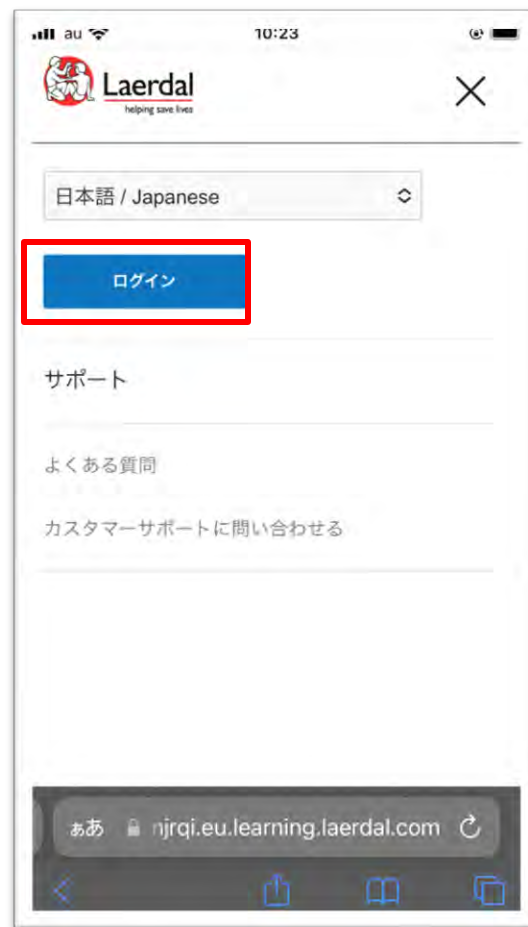 au 10:23
Laerdal
helping save lives
日本語 / Japanese
ログイン
サポート
よくある質問
カスタマーサポートに問い合わせる
ぁあ njrqi.eu.learning.laerdal.com